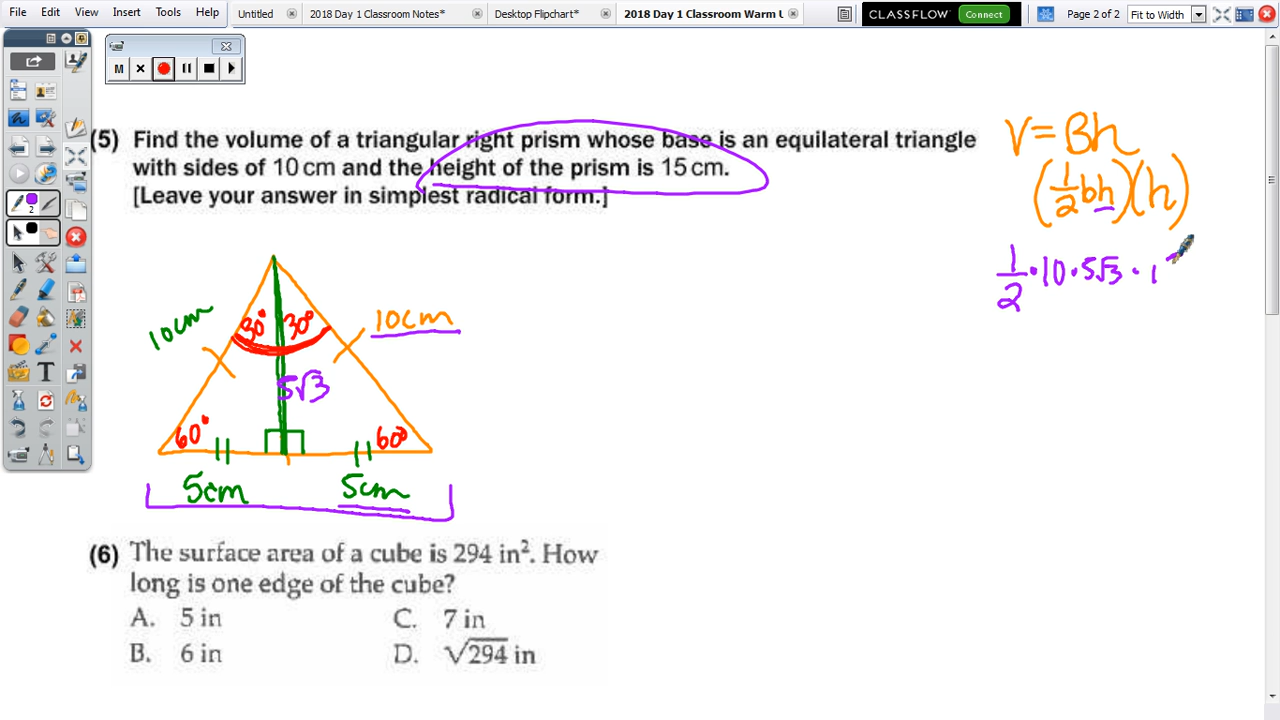 File Edit View Insert Tools Help Untitled 2018 Day 1 Classroom Notes* Desktop Flipchart* 2018 Day 1 Classroom Warm U CLASSFLOW Connect Page 2 of 2 Fit to Width
M
2
(5) Find the volume of a triangular right prism whose base is an equilateral triangle
with sides of 10 cm and the height of the prism is 15 cm.
[Leave your answer in simplest radical form.]
V = Bh
(1/2 bh)(h)
1/2 · 10 · 5√3 · 1
10cm
30° 30°
10cm
5√3
60° 60°
5cm 5cm
(6) The surface area of a cube is 294 in². How
long is one edge of the cube?
A. 5 in C. 7 in
B. 6 in D. √294 in